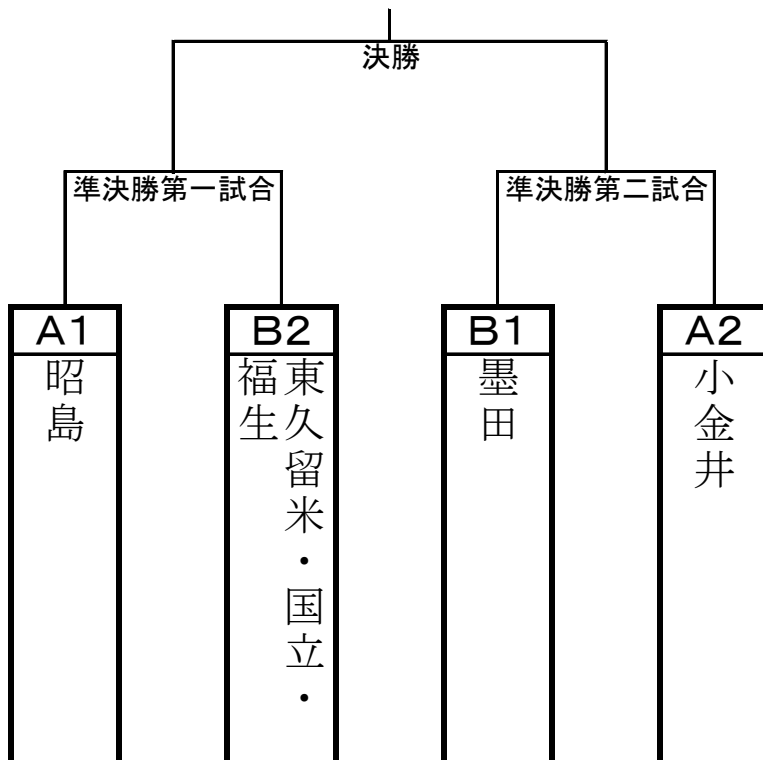 決勝
準決勝第一試合
準決勝第二試合
A1
昭島
B2
東久留米・国立・
福生
B1
墨田
A2
小金井